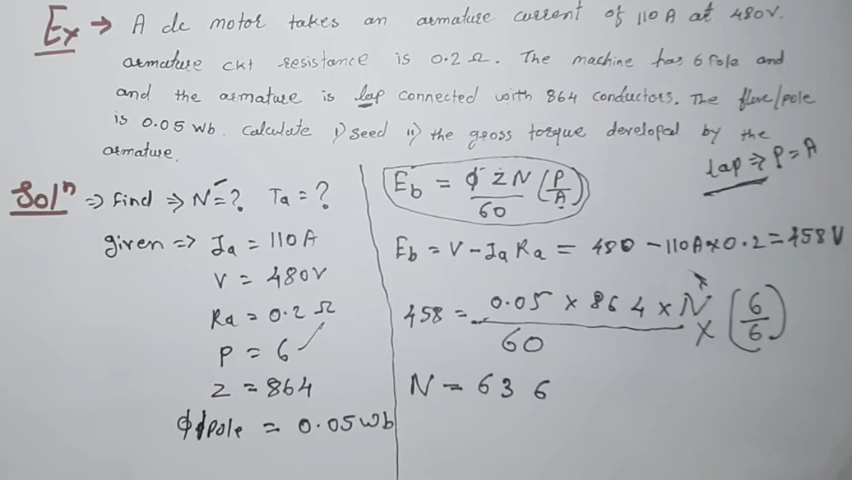 Ex → A dc motor takes an armature current of 110A at 480V.
armature ckt resistance is 0.2 Ω. The machine has 6 Pole and
and the armature is lap connected with 864 conductors. The flux/pole
is 0.05 Wb. Calculate i) Seed ii) the gross torque developed by the
armature.
lap ⇒ P = A
Solⁿ ⇒ find ⇒ N = ? Ta = ?
given ⇒ Ia = 110A
V = 480V
Ra = 0.2 Ω
P = 6
Z = 864
ϕ/Pole = 0.05Wb
Eb = ϕZN/60 (P/A)
Eb = V - Ia Ra = 480 - 110A × 0.2 = 458V
458 = 0.05 × 864 × N/60 × (6/6)
N = 636